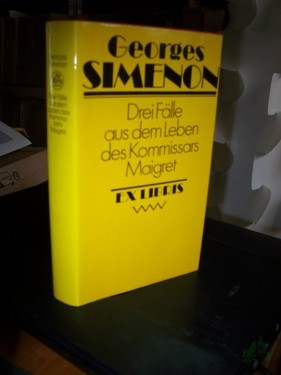 Georges
SIMENON
Drei Fälle
aus dem Leben
des Kommissars
Maigret
EX LIBRIS